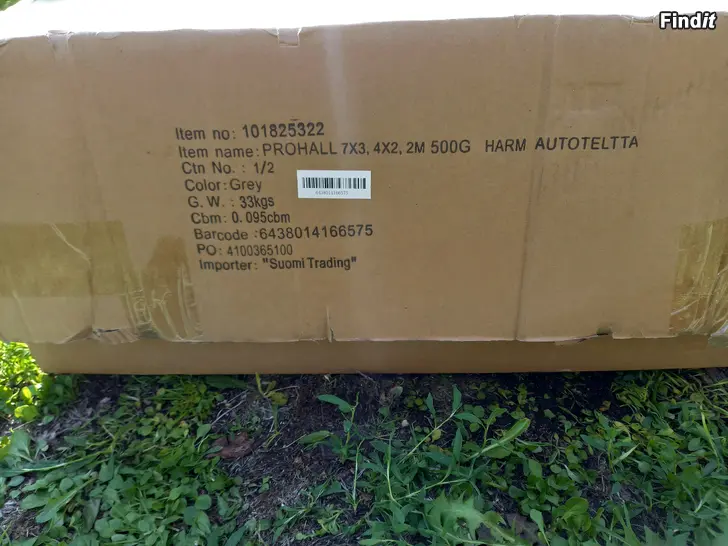 Findit
Item no: 101825322
Item name: PROHALL 7X3, 4X2, 2M 500G HARM AUTOTELTTA
Ctn No. : 1/2
Color: Grey
G. W. : 33kgs
Cbm: 0. 095cbm
Barcode :6438014166575
PO: 4100365100
Importer: "Suomi Trading"
6438014166575